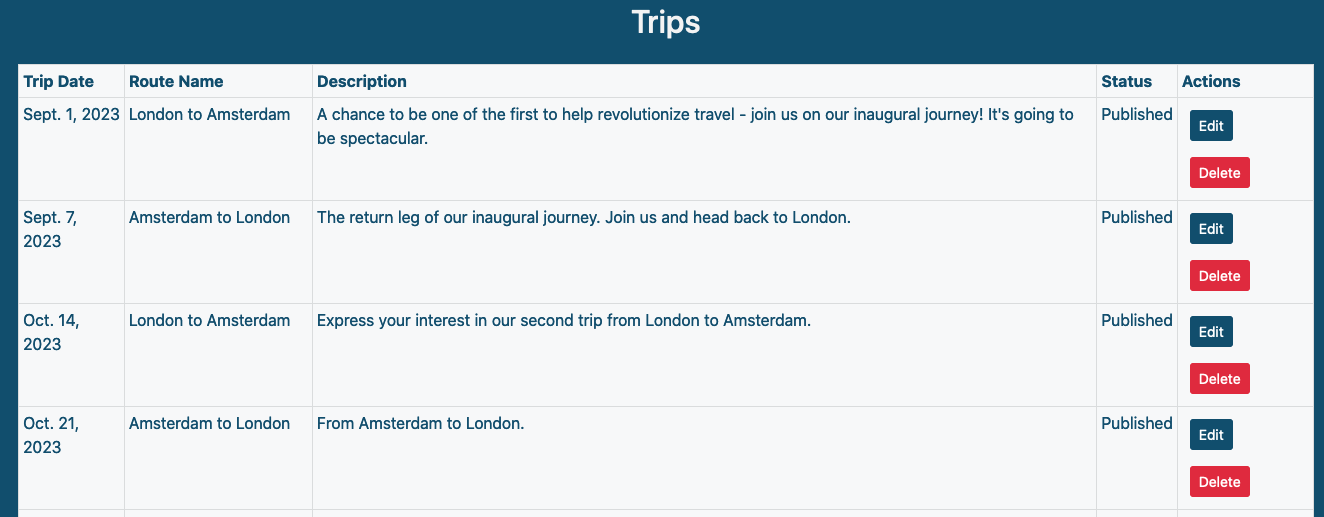 Trips
Trip Date Route Name Description Status Actions
Sept. 1, 2023 London to Amsterdam A chance to be one of the first to help revolutionize travel - join us on our inaugural journey! It's going to Published Edit
be spectacular.
Delete
Sept. 7, Amsterdam to London The return leg of our inaugural journey. Join us and head back to London. Published Edit
2023
Delete
Oct. 14, London to Amsterdam Express your interest in our second trip from London to Amsterdam. Published Edit
2023
Delete
Oct. 21, Amsterdam to London From Amsterdam to London. Published Edit
2023
Delete